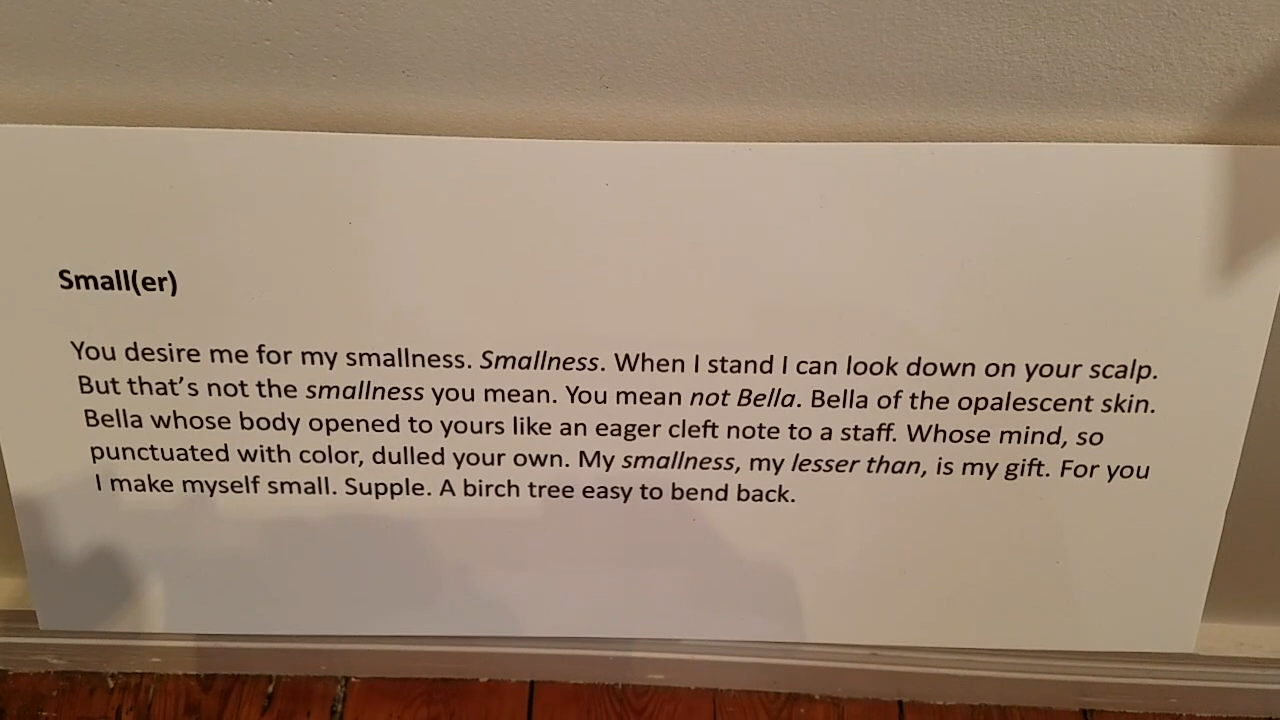 Small(er)
You desire me for my smallness. Smallness. When I stand I can look down on your scalp.
But that's not the smallness you mean. You mean not Bella. Bella of the opalescent skin.
Bella whose body opened to yours like an eager cleft note to a staff. Whose mind, so
punctuated with color, dulled your own. My smallness, my lesser than, is my gift. For you
I make myself small. Supple. A birch tree easy to bend back.